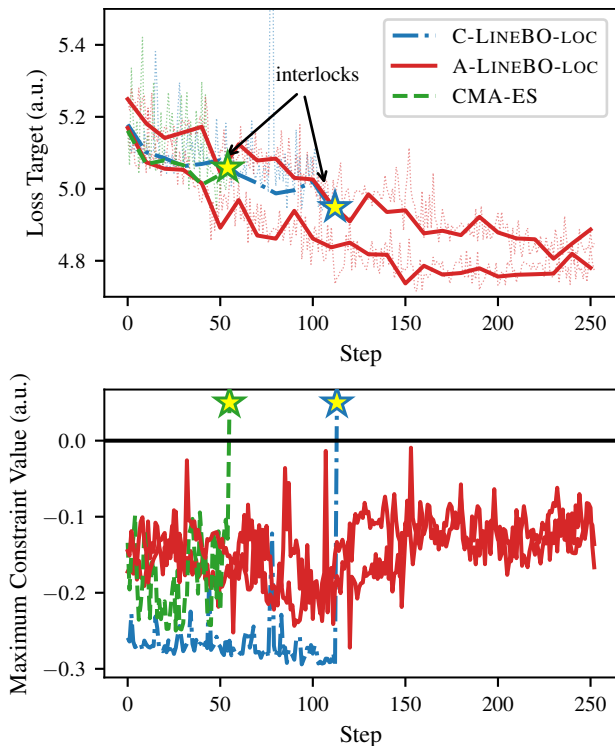 5.4
5.2
5.0
4.8
Loss Target (a.u.)
C-LineBO-loc
A-LineBO-loc
CMA-ES
interlocks
0 50 100 150 200 250
Step
0.0
−0.1
−0.2
−0.3
Maximum Constraint Value (a.u.)
0 50 100 150 200 250
Step